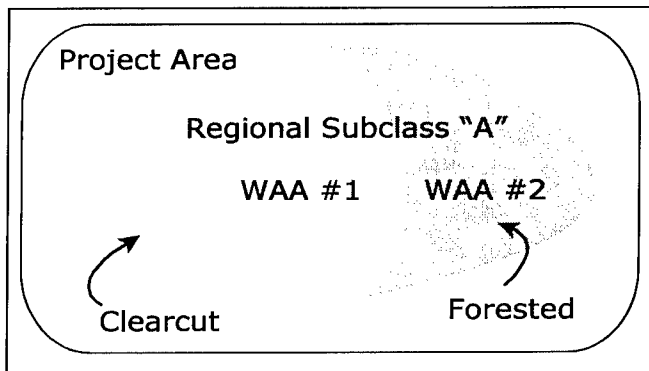 Project Area
Regional Subclass "A"
WAA #1
WAA #2
Clearcut
Forested